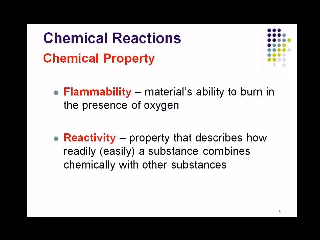 Chemical Reactions
Chemical Property
Flammability – material's ability to burn in
the presence of oxygen
Reactivity – property that describes how
readily (easily) a substance combines
chemically with other substances